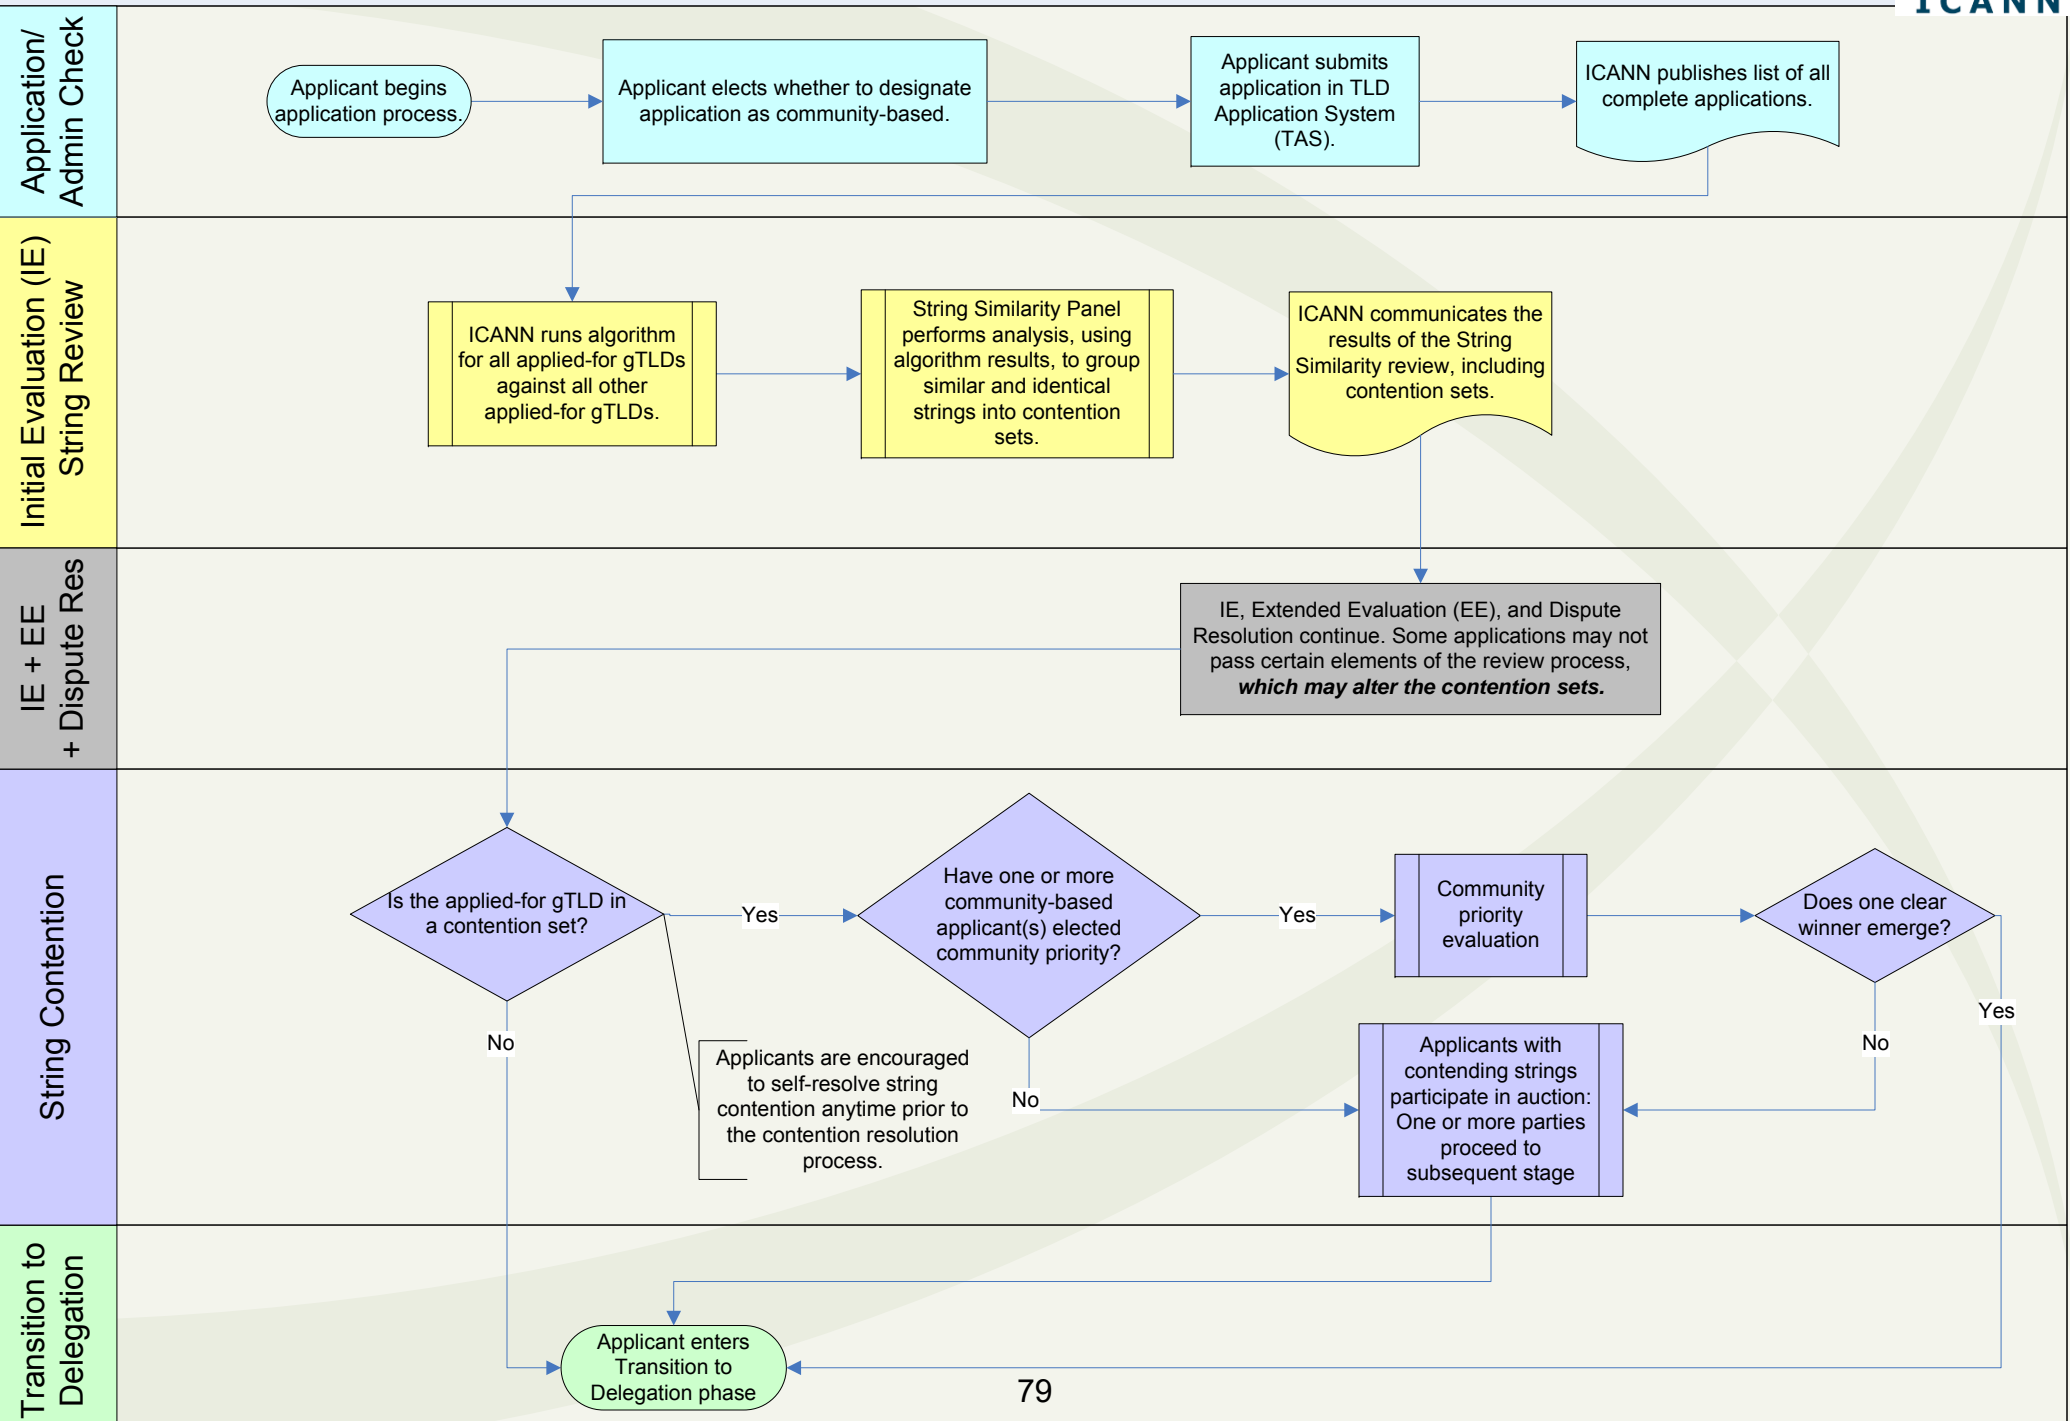 ICANN
Application/
Admin Check
Applicant begins
application process.
Applicant elects whether to designate
application as community-based.
Applicant submits
application in TLD
Application System
(TAS).
ICANN publishes list of all
complete applications.
Initial Evaluation (IE)
String Review
ICANN runs algorithm
for all applied-for gTLDs
against all other
applied-for gTLDs.
String Similarity Panel
performs analysis, using
algorithm results, to group
similar and identical
strings into contention
sets.
ICANN communicates the
results of the String
Similarity review, including
contention sets.
IE + EE
+ Dispute Res
IE, Extended Evaluation (EE), and Dispute
Resolution continue. Some applications may not
pass certain elements of the review process,
which may alter the contention sets.
String Contention
Is the applied-for gTLD in
a contention set?
Yes
No
Have one or more
community-based
applicant(s) elected
community priority?
Yes
No
Community
priority
evaluation
Does one clear
winner emerge?
Yes
No
Applicants are encouraged
to self-resolve string
contention anytime prior to
the contention resolution
process.
Applicants with
contending strings
participate in auction:
One or more parties
proceed to
subsequent stage
Transition to
Delegation
Applicant enters
Transition to
Delegation phase
79